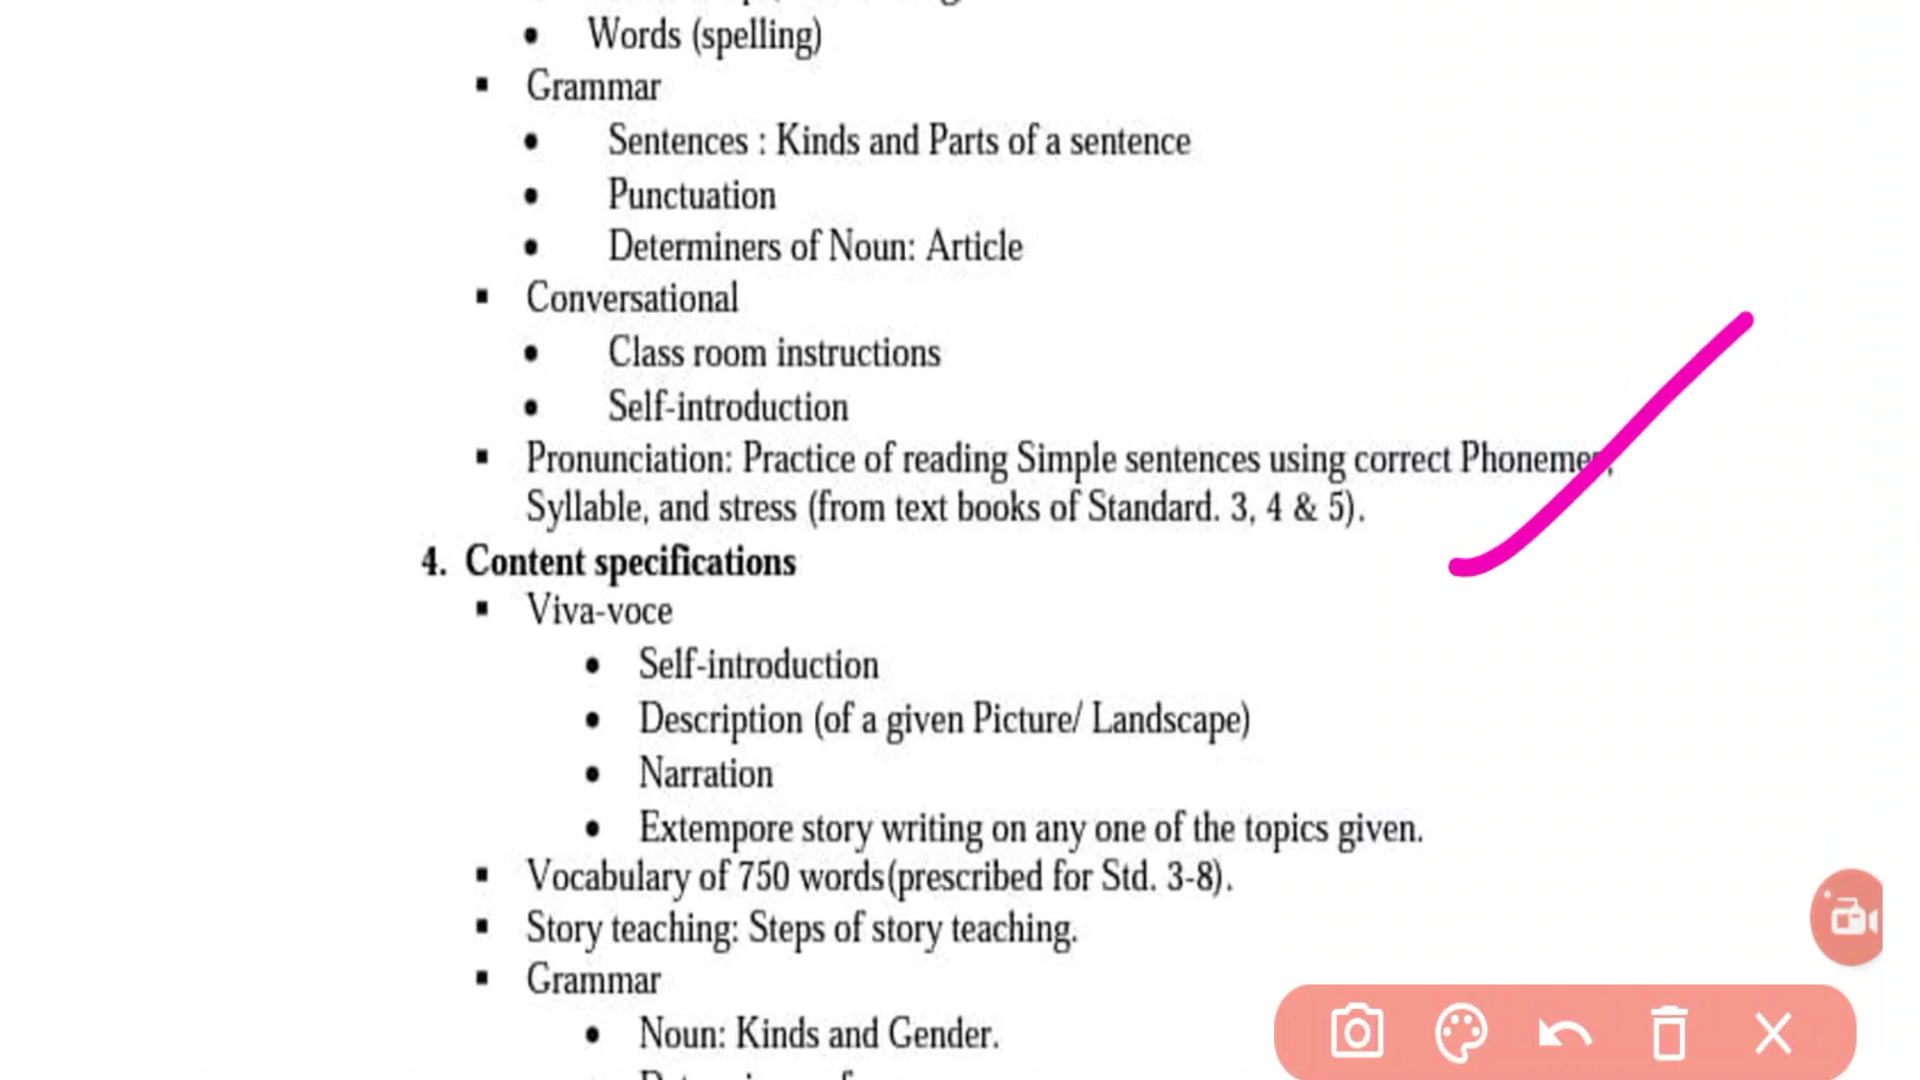 • Words (spelling)
▪ Grammar
• Sentences : Kinds and Parts of a sentence
• Punctuation
• Determiners of Noun: Article
▪ Conversational
• Class room instructions
• Self-introduction
▪ Pronunciation: Practice of reading Simple sentences using correct Phonemes,
Syllable, and stress (from text books of Standard. 3, 4 & 5).
4. Content specifications
▪ Viva-voce
• Self-introduction
• Description (of a given Picture/ Landscape)
• Narration
• Extempore story writing on any one of the topics given.
▪ Vocabulary of 750 words(prescribed for Std. 3-8).
▪ Story teaching: Steps of story teaching.
▪ Grammar
• Noun: Kinds and Gender.